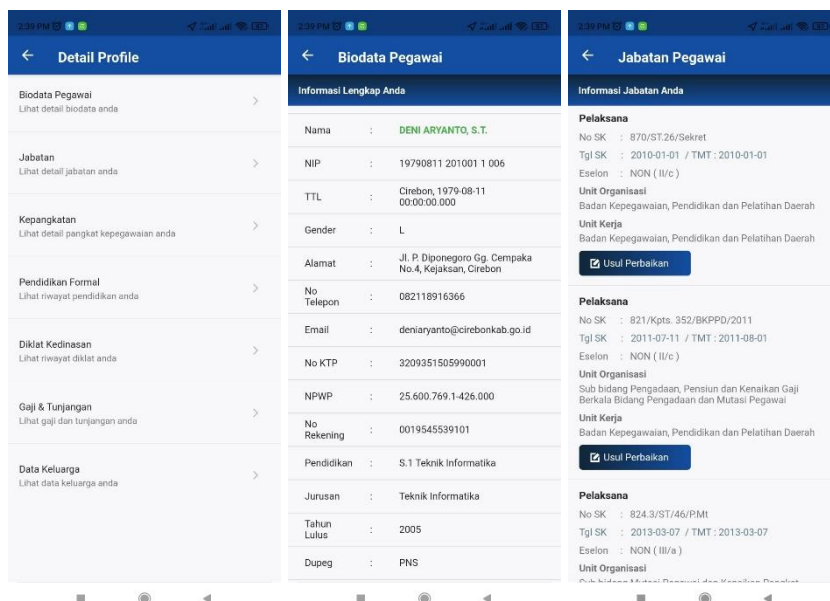 2:39 PM
Detail Profile
Biodata Pegawai
Lihat detail biodata anda
Jabatan
Lihat detail jabatan anda
Kepangkatan
Lihat detail pangkat kepegawaian anda
Pendidikan Formal
Lihat riwayat pendidikan anda
Diklat Kedinasan
Lihat riwayat diklat anda
Gaji & Tunjangan
Lihat gaji dan tunjangan anda
Data Keluarga
Lihat data keluarga anda
2:39 PM
Biodata Pegawai
Informasi Lengkap Anda
Nama : DENI ARYANTO, S.T.
NIP : 19790811 201001 1 006
TTL : Cirebon, 1979-08-11
00:00:00.000
Gender : L
Alamat : Jl. P. Diponegoro Gg. Cempaka
No.4, Kejaksan, Cirebon
No
Telepon : 082118916366
Email : deniaryanto@cirebonkab.go.id
No KTP : 3209351505990001
NPWP : 25.600.769.1-426.000
No
Rekening : 0019545539101
Pendidikan : S.1 Teknik Informatika
Jurusan : Teknik Informatika
Tahun
Lulus : 2005
Dupeg : PNS
2:39 PM
Jabatan Pegawai
Informasi Jabatan Anda
Pelaksana
No SK : 870/ST.26/Sekret
Tgl SK : 2010-01-01 / TMT : 2010-01-01
Eselon : NON ( II/c )
Unit Organisasi
Badan Kepegawaian, Pendidikan dan Pelatihan Daerah
Unit Kerja
Badan Kepegawaian, Pendidikan dan Pelatihan Daerah
Usul Perbaikan
Pelaksana
No SK : 821/Kpts. 352/BKPPD/2011
Tgl SK : 2011-07-11 / TMT : 2011-08-01
Eselon : NON ( II/c )
Unit Organisasi
Sub bidang Pengadaan, Pensiun dan Kenaikan Gaji
Berkala Bidang Pengadaan dan Mutasi Pegawai
Unit Kerja
Badan Kepegawaian, Pendidikan dan Pelatihan Daerah
Usul Perbaikan
Pelaksana
No SK : 824.3/ST/46/P.Mt
Tgl SK : 2013-03-07 / TMT : 2013-03-07
Eselon : NON ( III/a )
Unit Organisasi
Sub bidang Mutasi Pegawai dan Kenaikan Pangkat